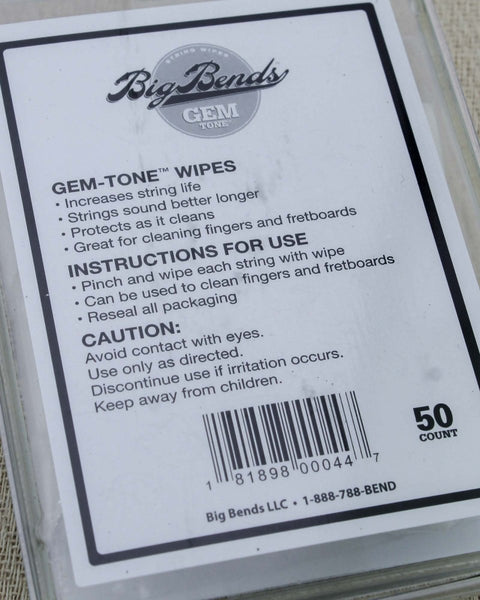 STRING WIPES
Big Bends
GEM
TONE
GEM-TONE™ WIPES
• Increases string life
• Strings sound better longer
• Protects as it cleans
• Great for cleaning fingers and fretboards
INSTRUCTIONS FOR USE
• Pinch and wipe each string with wipe
• Can be used to clean fingers and fretboards
• Reseal all packaging
CAUTION:
Avoid contact with eyes.
Use only as directed.
Discontinue use if irritation occurs.
Keep away from children.
50
COUNT
1 81898 00044 7
Big Bends LLC • 1-888-788-BEND